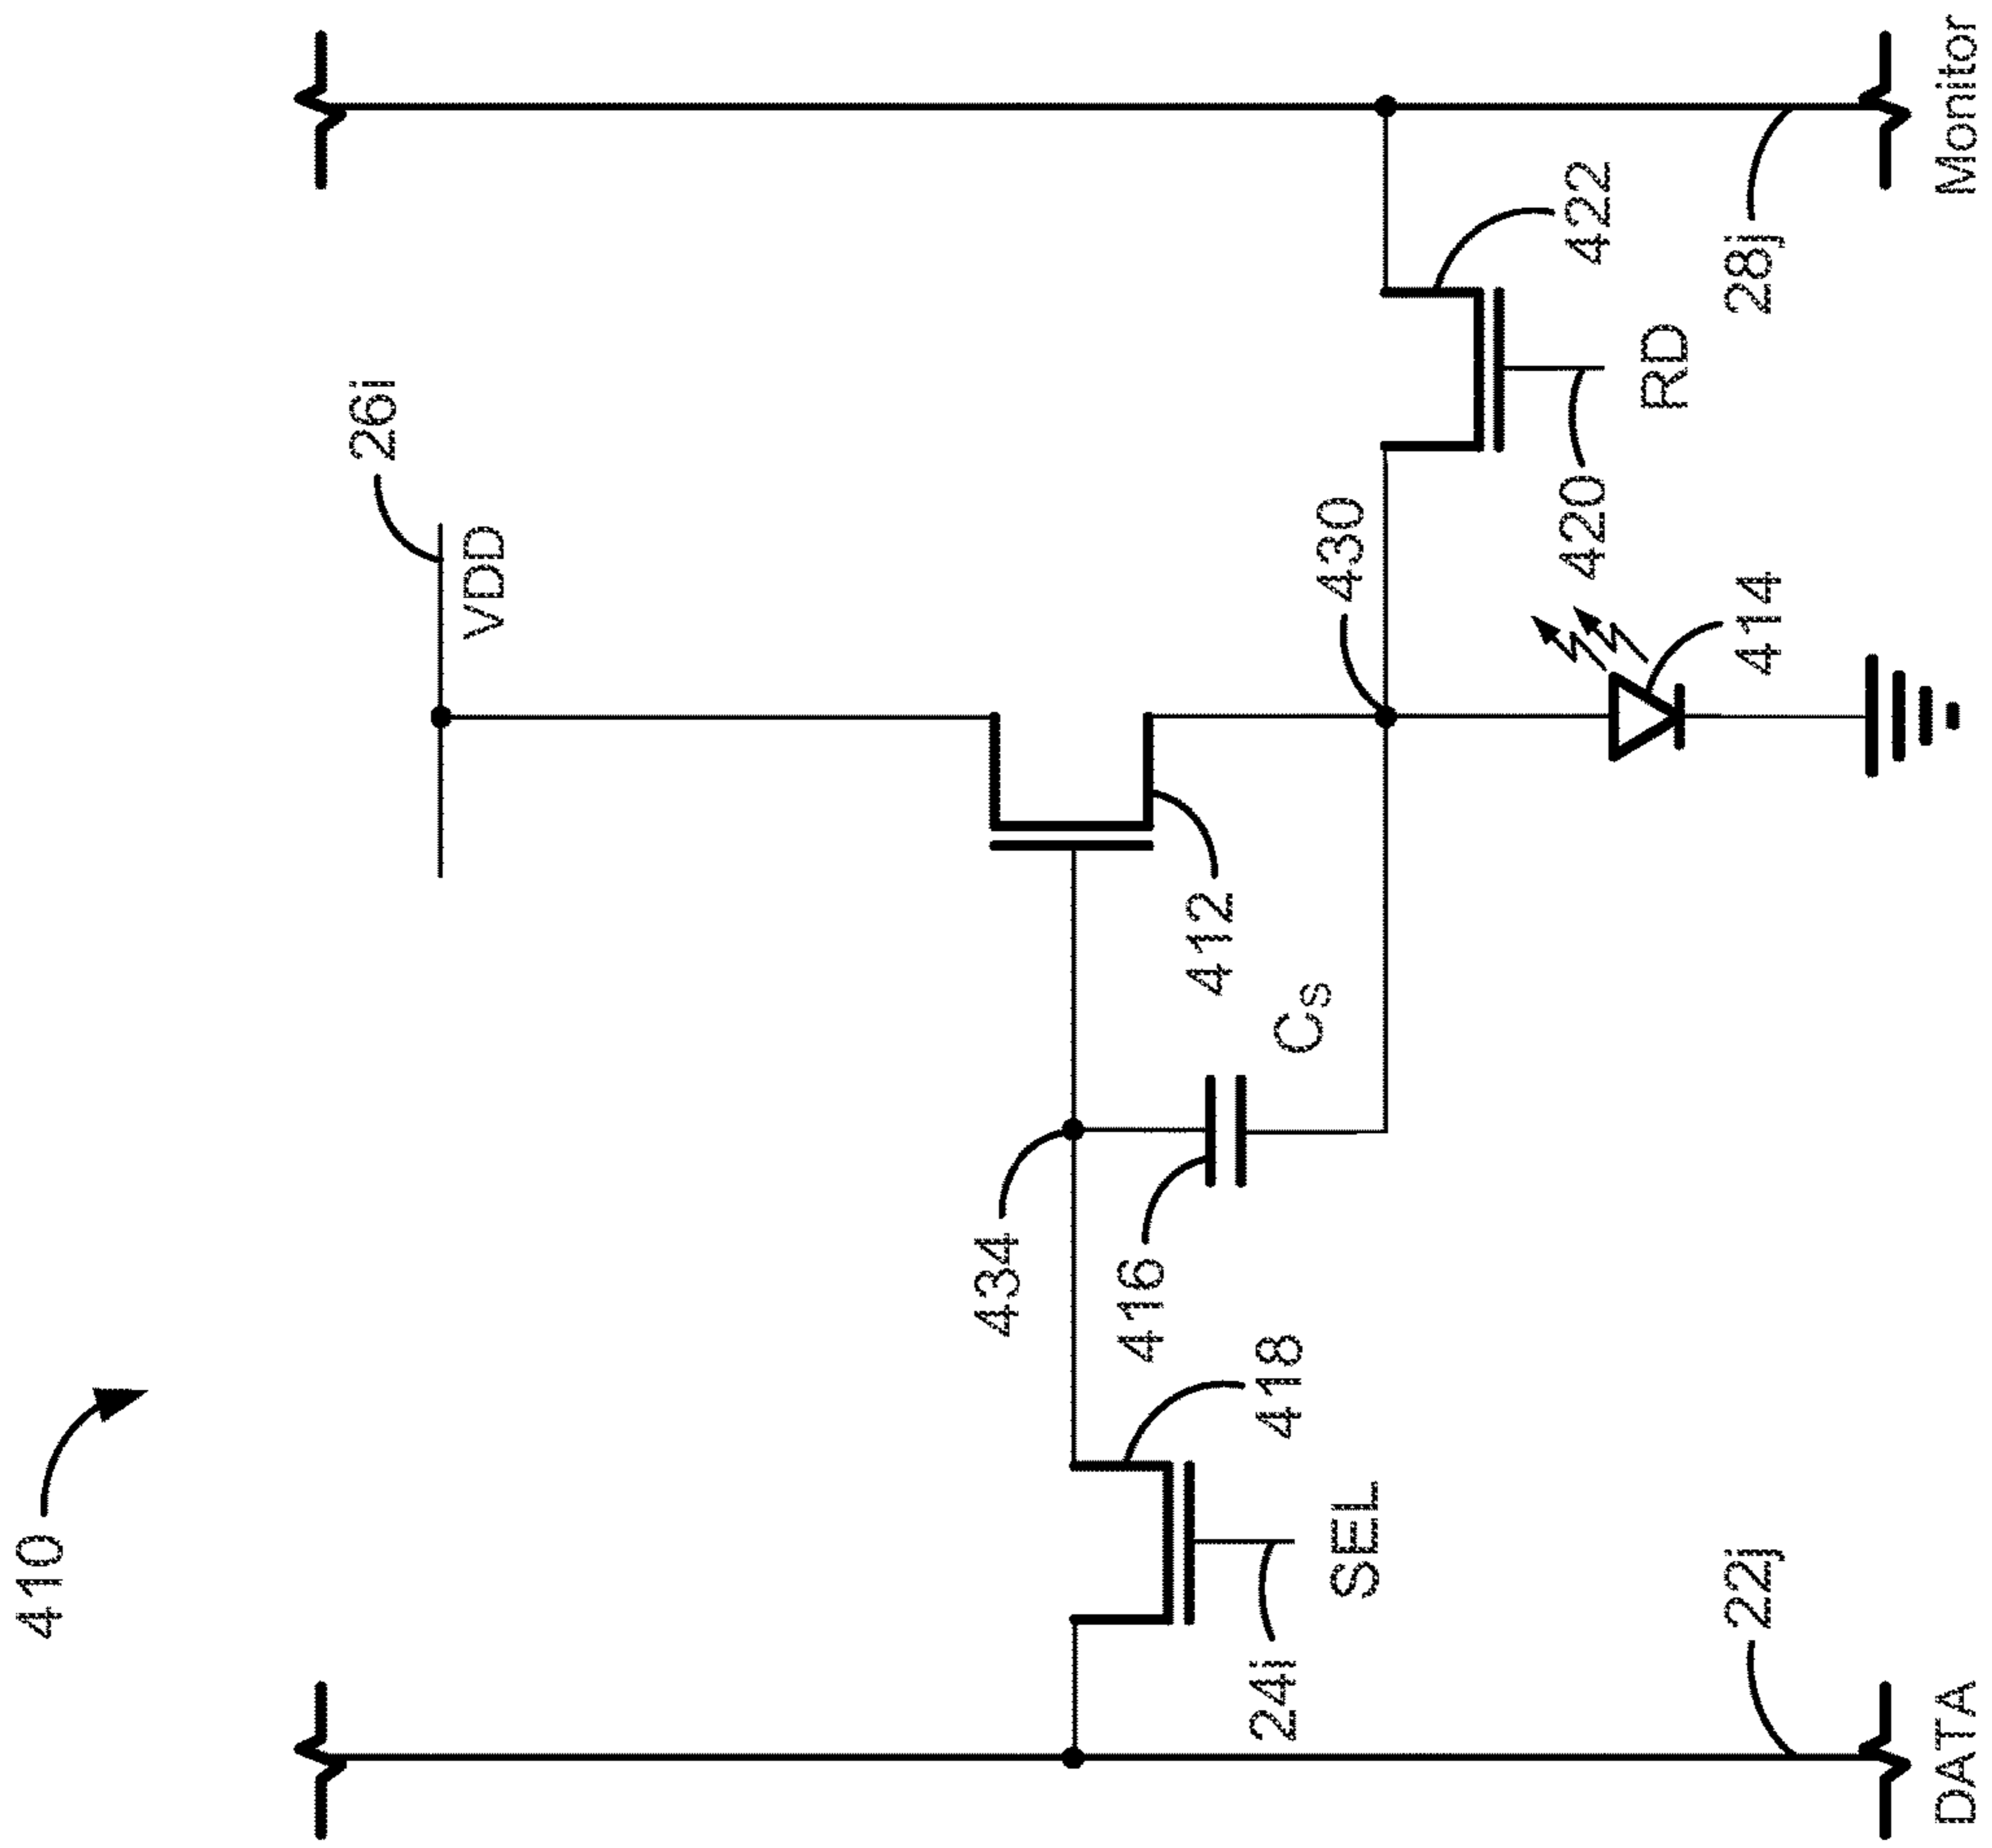 410
26i
VDD
434
412
416
Cs
430
418
422
24i
SEL
420
RD
414
22j
28j
DATA
Monitor